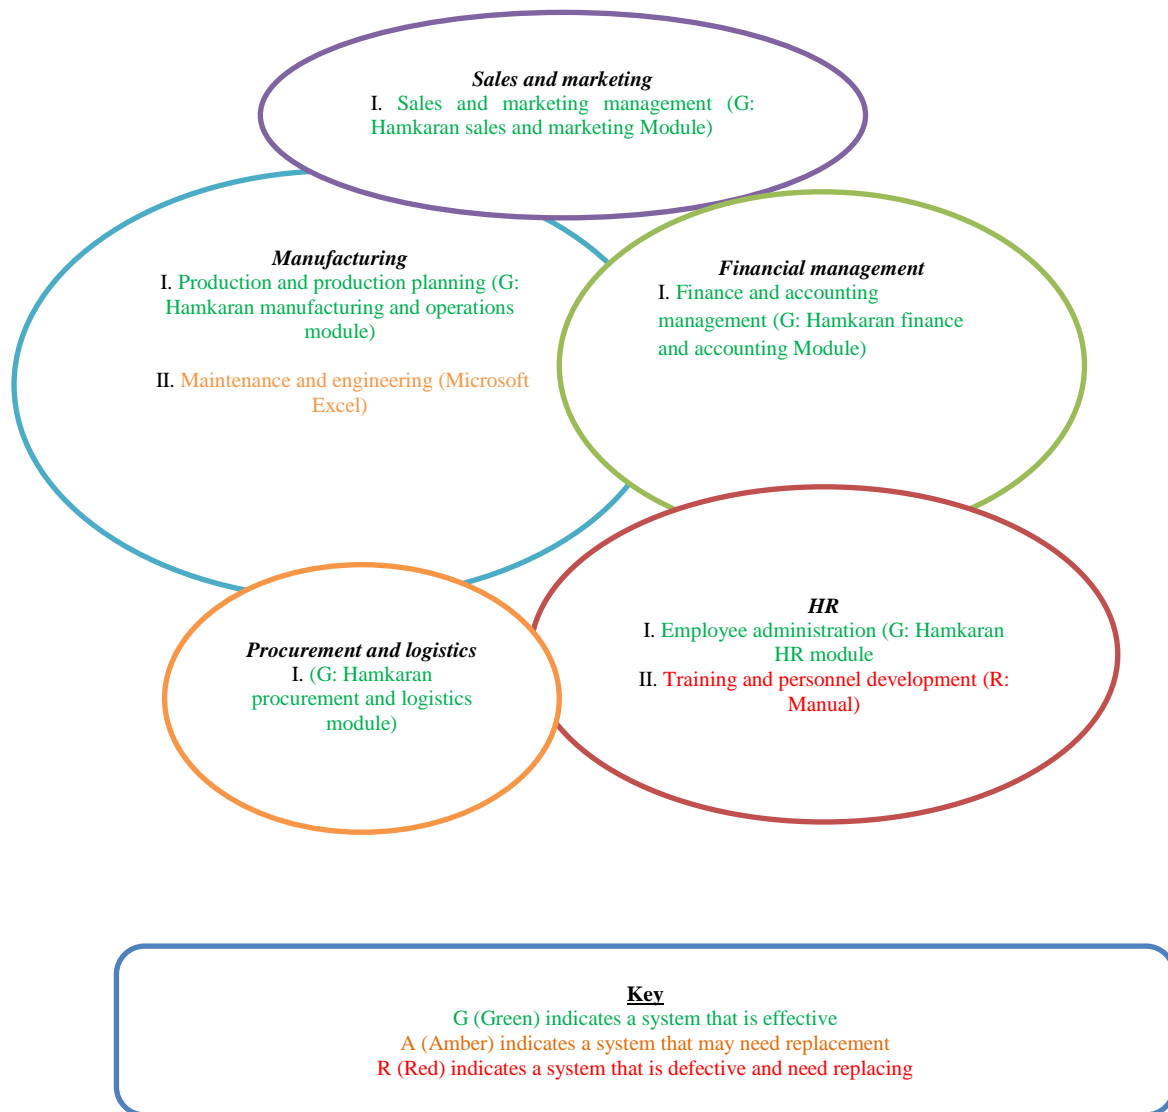 Sales and marketing
I. Sales and marketing management (G:
Hamkaran sales and marketing Module)
Manufacturing
I. Production and production planning (G:
Hamkaran manufacturing and operations
module)
II. Maintenance and engineering (Microsoft
Excel)
Financial management
I. Finance and accounting
management (G: Hamkaran finance
and accounting Module)
HR
I. Employee administration (G: Hamkaran
HR module
II. Training and personnel development (R:
Manual)
Procurement and logistics
I. (G: Hamkaran
procurement and logistics
module)
Key
G (Green) indicates a system that is effective
A (Amber) indicates a system that may need replacement
R (Red) indicates a system that is defective and need replacing